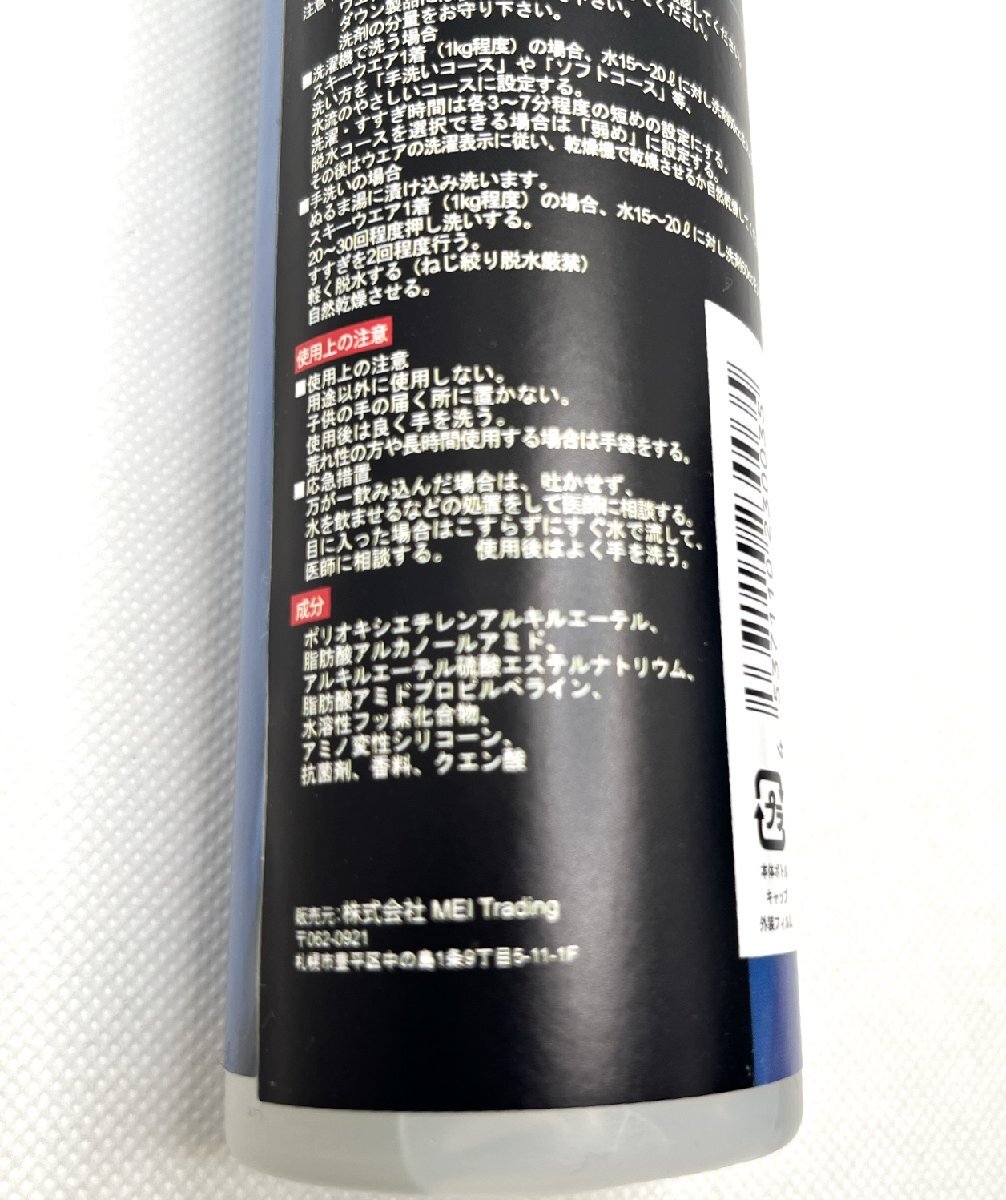 ダウン製品に
洗剤の分量をお守り下さい。
■洗濯機で洗う場合
スキーウエア1着（1kg程度）の場合、水15〜20ℓに対し洗剤
洗い方を「手洗いコース」や「ソフトコース」等、
水流のやさしいコースに設定する。
洗濯・すすぎ時間は各3〜7分程度の短めの設定にする。
脱水コースを選択できる場合は「弱め」に設定する。
その後はウエアの洗濯表示に従い、乾燥機で乾燥させるか自然乾燥して
■手洗いの場合
ぬるま湯に漬け込み洗います。
スキーウエア1着（1kg程度）の場合、水15〜20ℓに対し洗剤
20〜30回程度押し洗いする。
すすぎを2回程度行う。
軽く脱水する（ねじ絞り脱水厳禁）
自然乾燥させる。
使用上の注意
■使用上の注意
用途以外に使用しない。
子供の手の届く所に置かない。
使用後は良く手を洗う。
荒れ性の方や長時間使用する場合は手袋をする。
■応急措置
万が一飲み込んだ場合は、吐かせず、
水を飲ませるなどの処置をして医師に相談する。
目に入った場合はこすらずにすぐ水で流して、
医師に相談する。　使用後はよく手を洗う。
成分
ポリオキシエチレンアルキルエーテル、
脂肪酸アルカノールアミド、
アルキルエーテル硫酸エステルナトリウム、
脂肪酸アミドプロピルベライン、
水溶性フッ素化合物、
アミノ変性シリコーン、
抗菌剤、香料、クエン酸
販売元：株式会社 MEI Trading
〒062-0921
札幌市豊平区中の島1条9丁目5-11-1F
プラ
本体ボトル
キャップ
外装フィルム